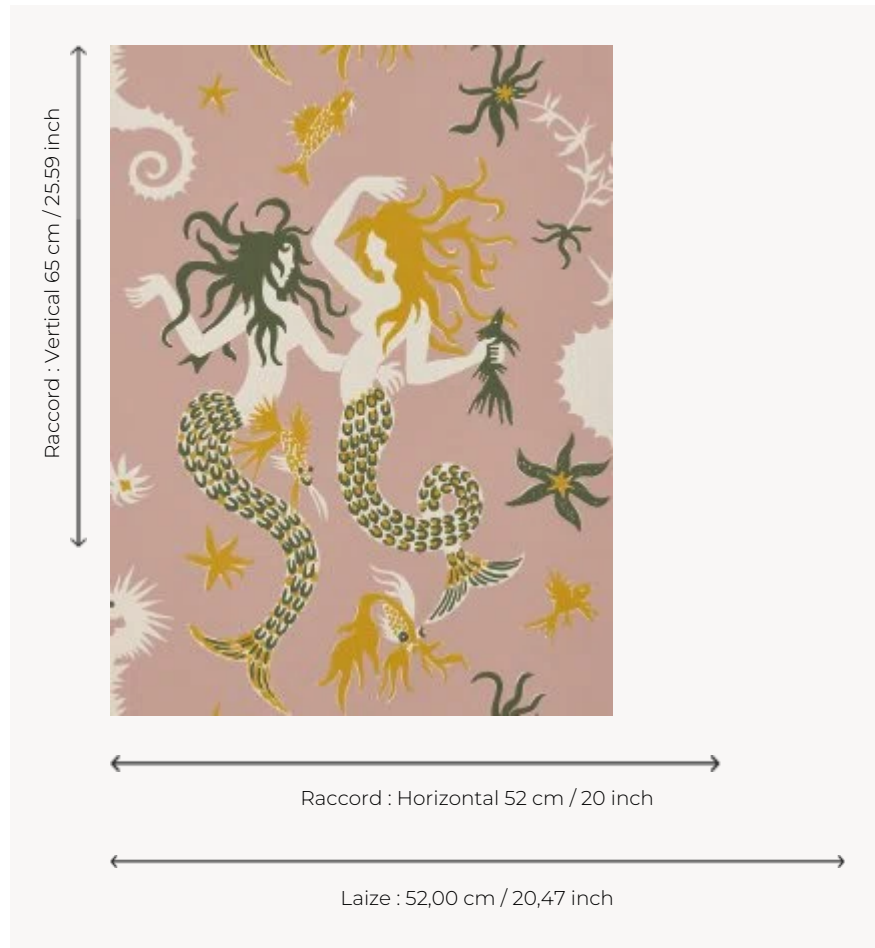 Raccord : Vertical 65 cm / 25.59 inch
Raccord : Horizontal 52 cm / 20 inch
Laize : 52,00 cm / 20,47 inch